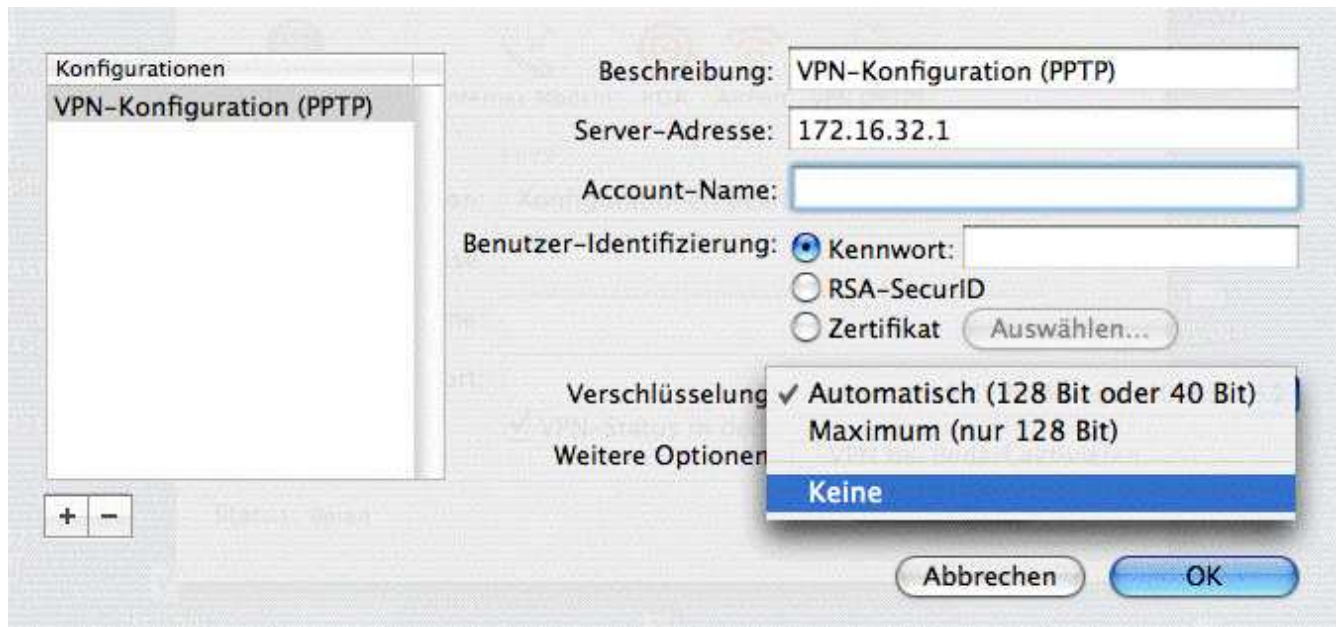 Konfigurationen
VPN-Konfiguration (PPTP)
Beschreibung: VPN-Konfiguration (PPTP)
Server-Adresse: 172.16.32.1
Account-Name:
Benutzer-Identifizierung: Kennwort:
RSA-SecurID
Zertifikat Auswählen...
Verschlüsselung ✓ Automatisch (128 Bit oder 40 Bit)
Maximum (nur 128 Bit)
Weitere Optionen
Keine
+ −
Abbrechen OK